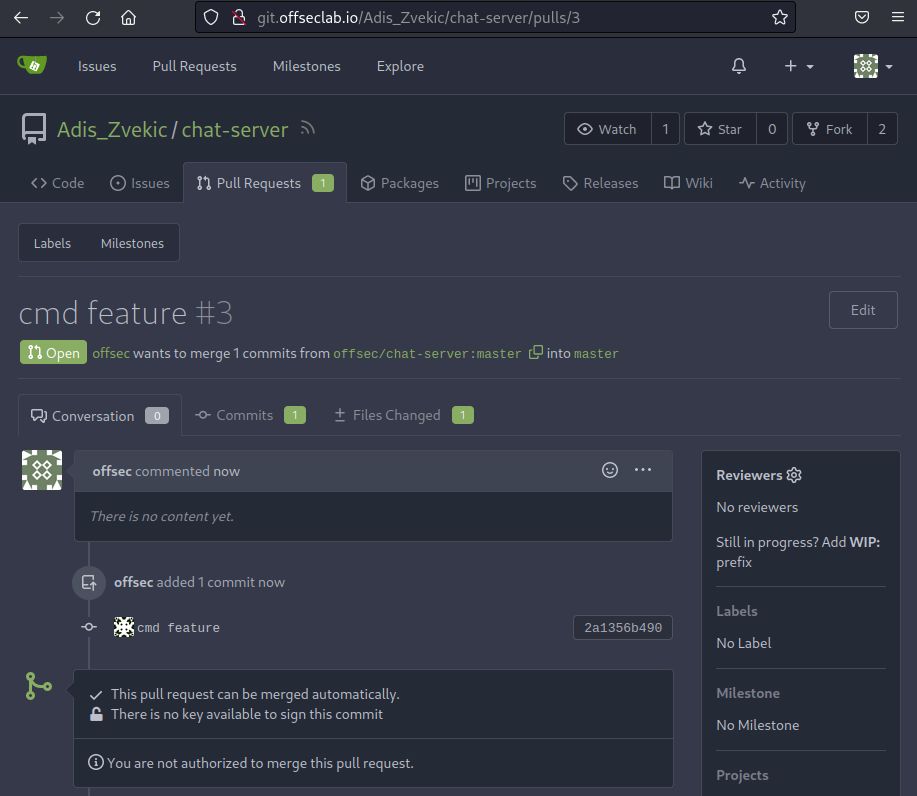 git.offseclab.io/Adis_Zvekic/chat-server/pulls/3
Issues Pull Requests Milestones Explore
Adis_Zvekic / chat-server
Watch 1 Star 0 Fork 2
Code Issues Pull Requests 1 Packages Projects Releases Wiki Activity
Labels Milestones
cmd feature #3
Edit
Open offsec wants to merge 1 commits from offsec/chat-server:master into master
Conversation 0 Commits 1 Files Changed 1
offsec commented now
There is no content yet.
offsec added 1 commit now
cmd feature 2a1356b490
This pull request can be merged automatically.
There is no key available to sign this commit
You are not authorized to merge this pull request.
Reviewers
No reviewers
Still in progress? Add WIP:
prefix
Labels
No Label
Milestone
No Milestone
Projects